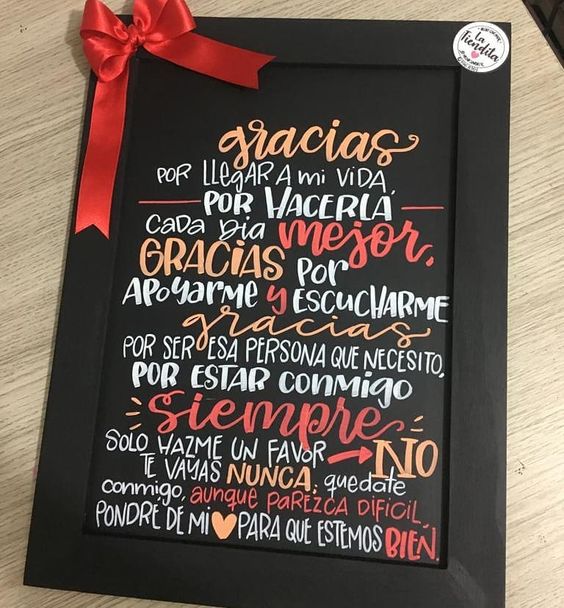 La
Tiendita
gracias
POR LLEGAR A mi VIDA,
POR HACERLA
CADA DIA mejor.
GRACIAS POR
APOYARME y ESCUCHARME
gracias
POR SER ESA PERSONA QUE NECESITO,
POR ESTAR conmigo
Siempre
SOLO HAZME UN FAVOR → NO
TE VAYAS NUNCA; quedate
conmigo, aunque PAREZCA DIFICIL,
PONDRÉ DE MI 🧡 PARA QUE ESTEMOS BIEN.